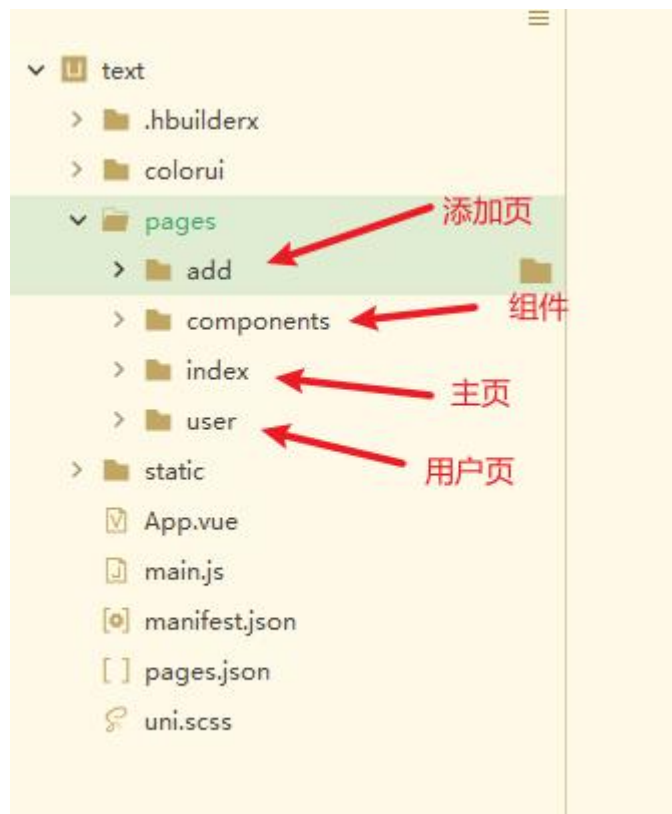 text
.hbuilderx
colorui
pages
添加页
add
components
组件
index
主页
user
用户页
static
App.vue
main.js
manifest.json
pages.json
uni.scss